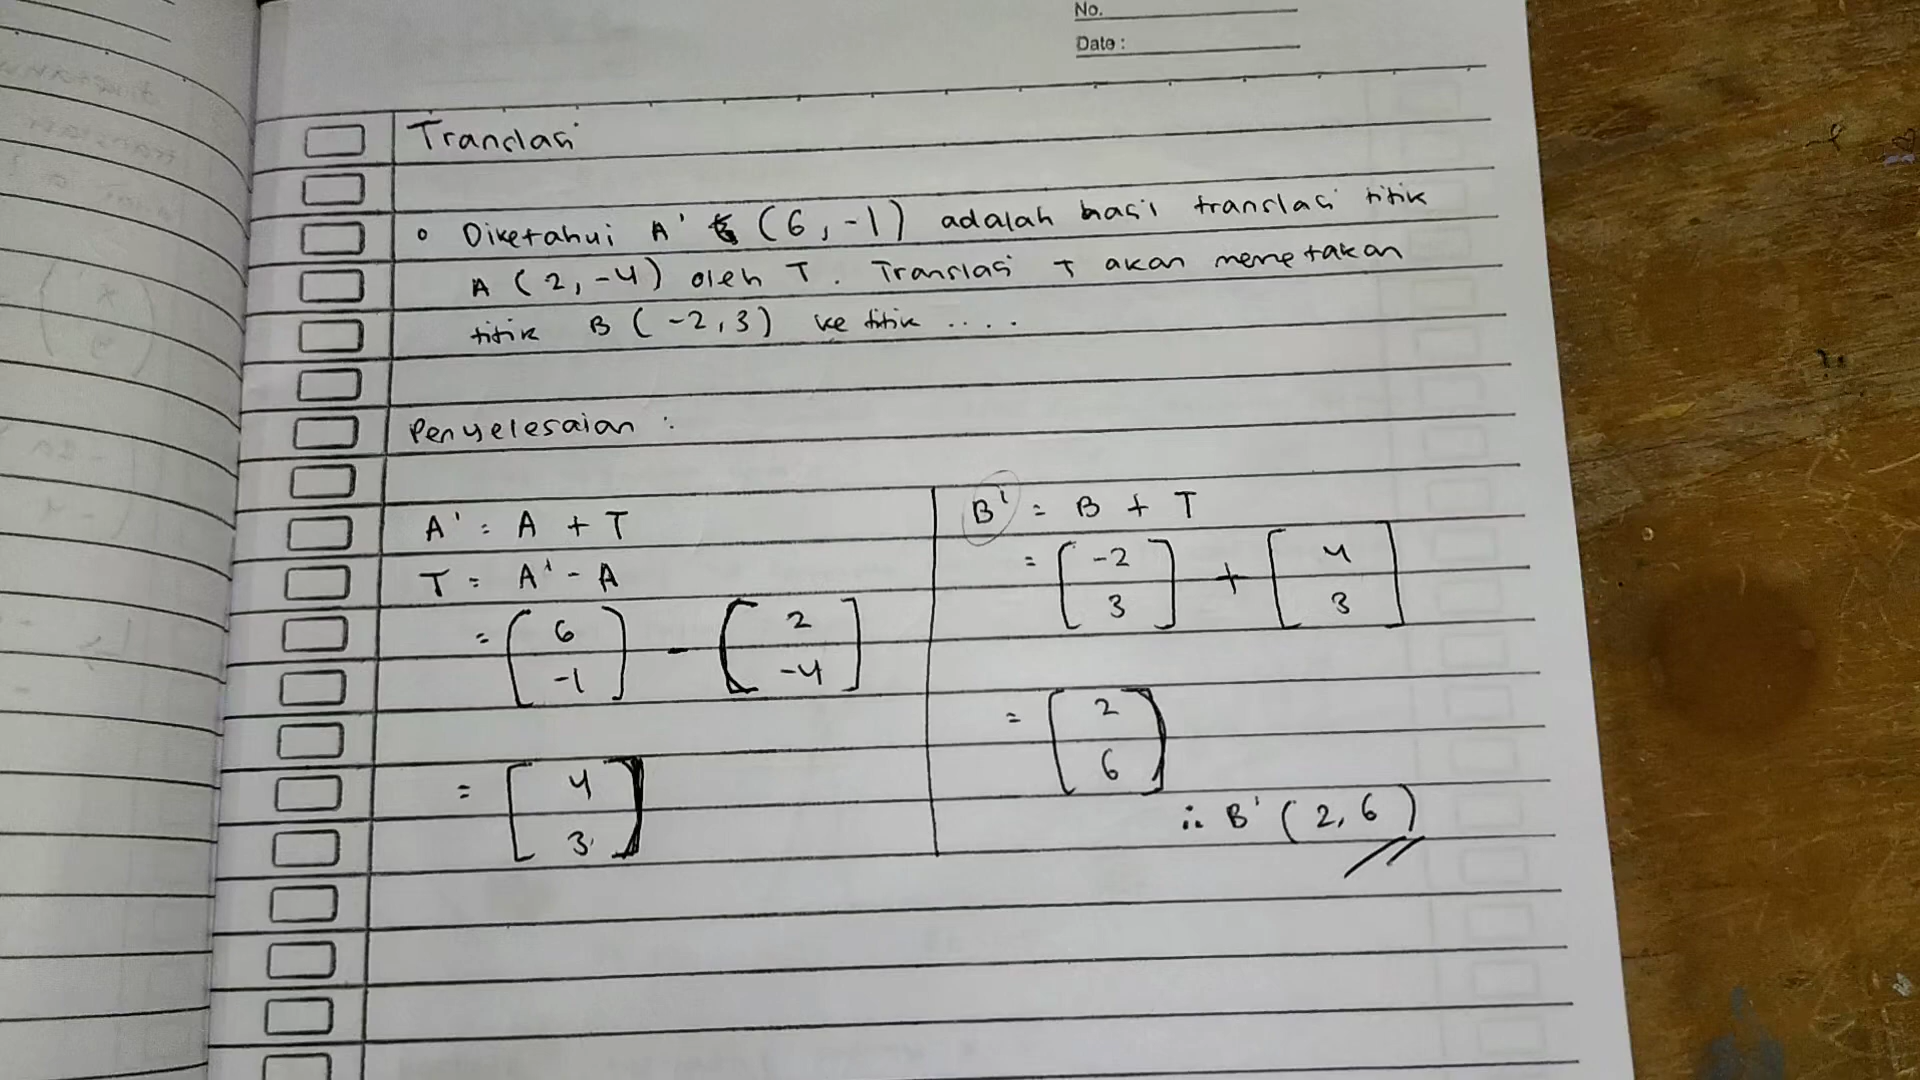 No.
Date :
Translasi
o Diketahui A' (6, -1) adalah hasil translasi titik
A (2, -4) oleh T. Translasi T akan memetakan
titik B (-2, 3) ke titik ....
Penyelesaian :
A' = A + T
T = A' - A
= [6 -1] - [2 -4]
= [4 3]
B' = B + T
= [-2 3] + [4 3]
= [2 6]
∴ B' (2, 6)